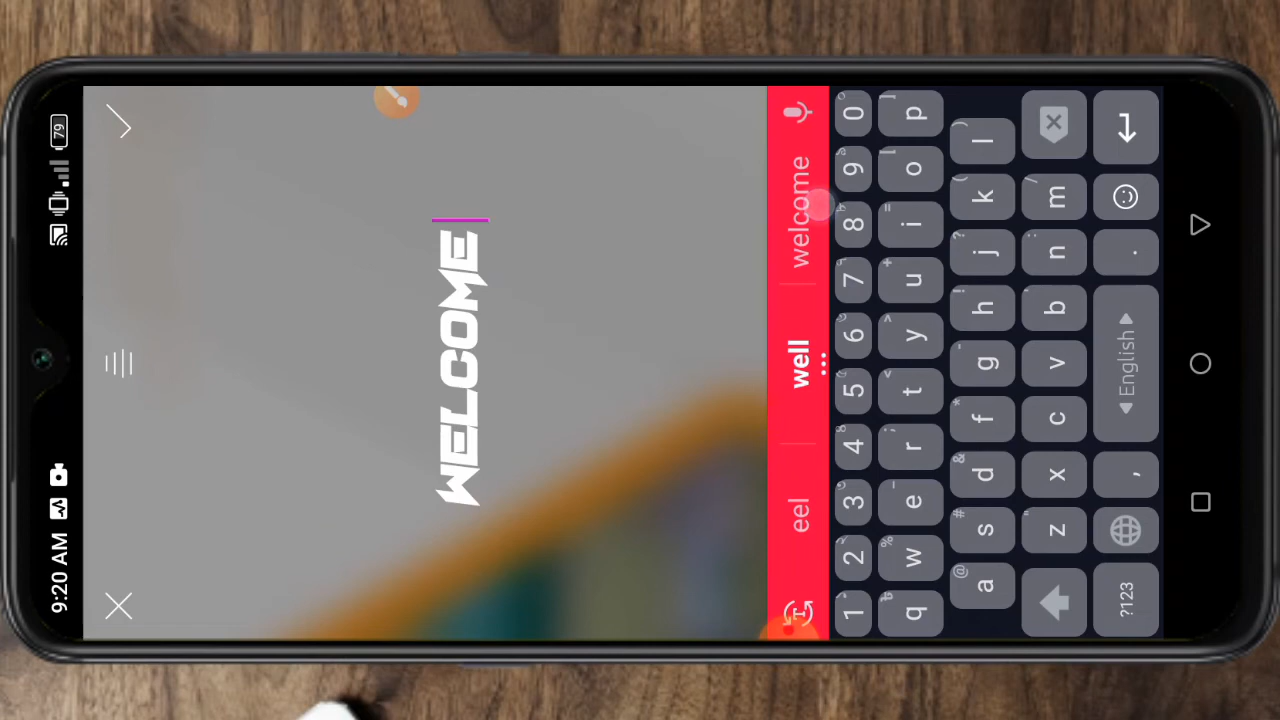 9:20 AM
79
WELCOME
eel
well
welcome
1 2 3 4 5 6 7 8 9 0
q w e r t y u i o p
a s d f g h j k l
z x c v b n m
?123
,
English
.